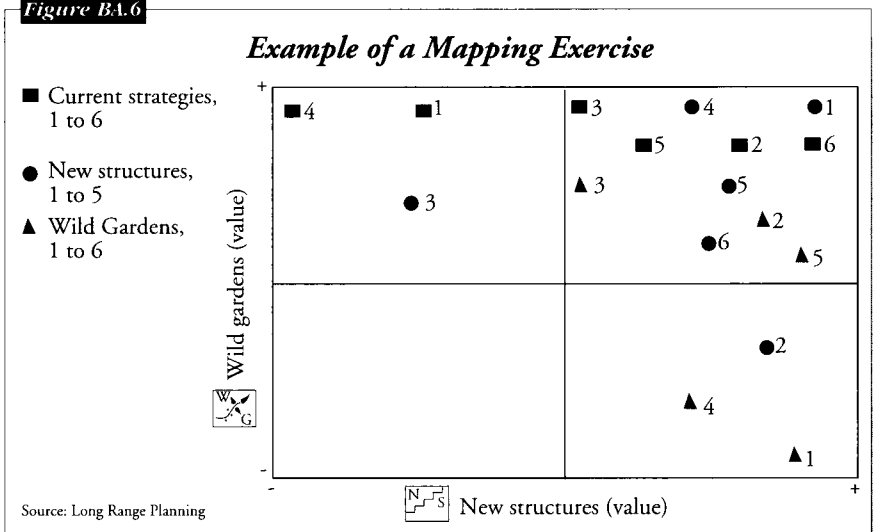 Figure BA.6
Example of a Mapping Exercise
Current strategies,
1 to 6
New structures,
1 to 5
Wild Gardens,
1 to 6
+
4
1
3
4
1
5
2
6
3
3
5
2
6
5
2
4
1
Wild gardens (value)
W
G
-
-
+
N
S
New structures (value)
Source: Long Range Planning